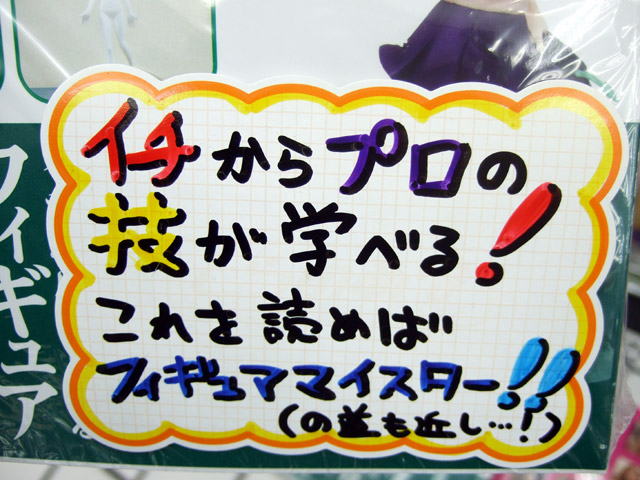 イチからプロの
技が学べる!
これを読めば
フィギュアマイスター!!
(の道も近し…!)
フィギュア